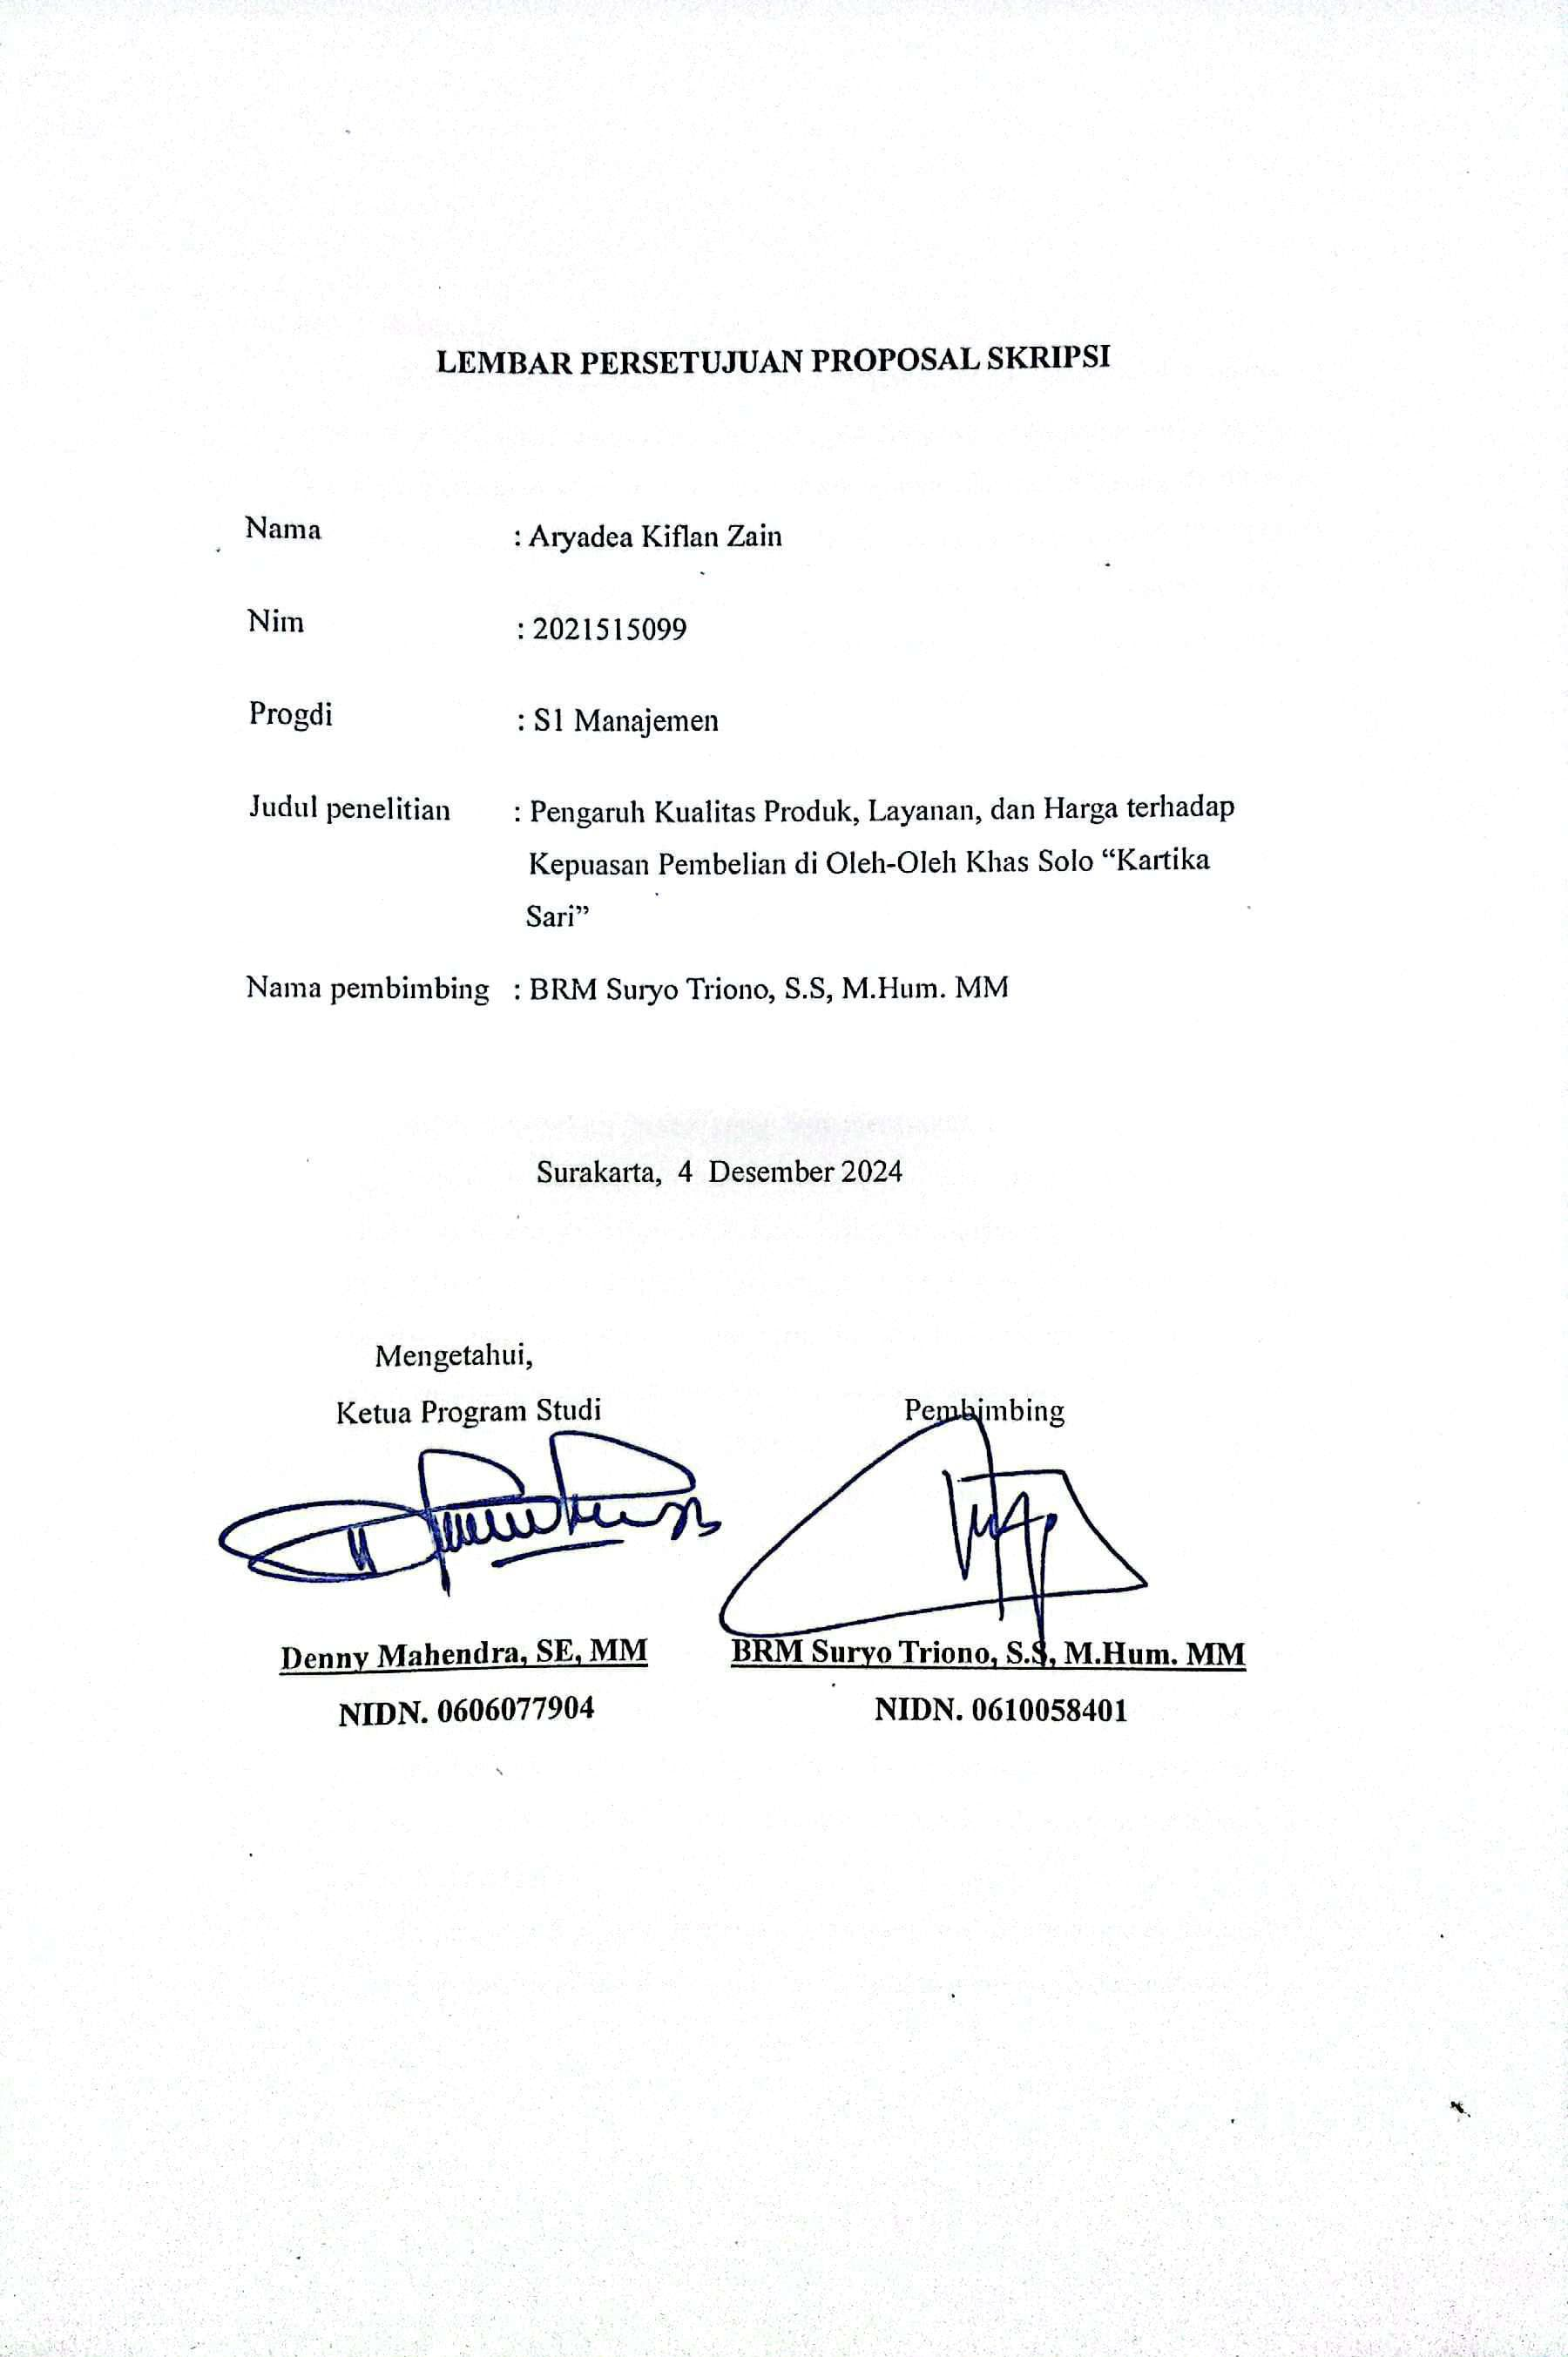 LEMBAR PERSETUJUAN PROPOSAL SKRIPSI
Nama : Aryadea Kiflan Zain
Nim : 2021515099
Progdi : S1 Manajemen
Judul penelitian : Pengaruh Kualitas Produk, Layanan, dan Harga terhadap
Kepuasan Pembelian di Oleh-Oleh Khas Solo “Kartika
Sari”
Nama pembimbing : BRM Suryo Triono, S.S, M.Hum. MM
Surakarta, 4 Desember 2024
Mengetahui,
Ketua Program Studi Pembimbing
Denny Mahendra, SE, MM BRM Suryo Triono, S.S, M.Hum. MM
NIDN. 0606077904 NIDN. 0610058401